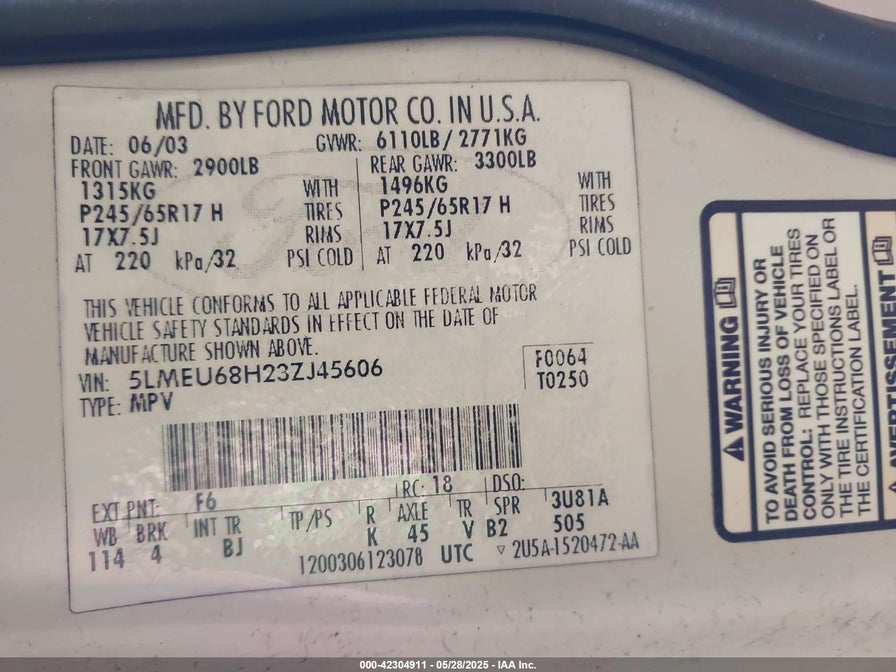 MFD. BY FORD MOTOR CO. IN U.S.A.
DATE: 06/03 GVWR: 6110LB/ 2771KG
FRONT GAWR: 2900LB REAR GAWR: 3300LB
1315KG WITH 1496KG WITH
P245/65R17 H TIRES P245/65R17 H TIRES
17X7.5J RIMS 17X7.5J RIMS
AT 220 kPa/32 PSI COLD AT 220 kPa/32 PSI COLD
THIS VEHICLE CONFORMS TO ALL APPLICABLE FEDERAL MOTOR
VEHICLE SAFETY STANDARDS IN EFFECT ON THE DATE OF
MANUFACTURE SHOWN ABOVE.
VIN: 5LMEU68H23ZJ45606 F0064
TYPE: MPV T0250
EXT PNT: F6 RC: 18 DSO:
WB BRK INT TR TP/PS R AXLE TR SPR 3U81A
114 4 BJ K 45 V B2 505
1200306123078 UTC ▿ 2U5A-1520472-AA
⚠WARNING
TO AVOID SERIOUS INJURY OR
DEATH FROM LOSS OF VEHICLE
CONTROL: REPLACE YOUR TIRES
ONLY WITH THOSE SPECIFIED ON
THE TIRE INSTRUCTIONS LABEL OR
THE CERTIFICATION LABEL.
AVERTISSEMENT
000-42304911 - 05/28/2025 - IAA Inc.